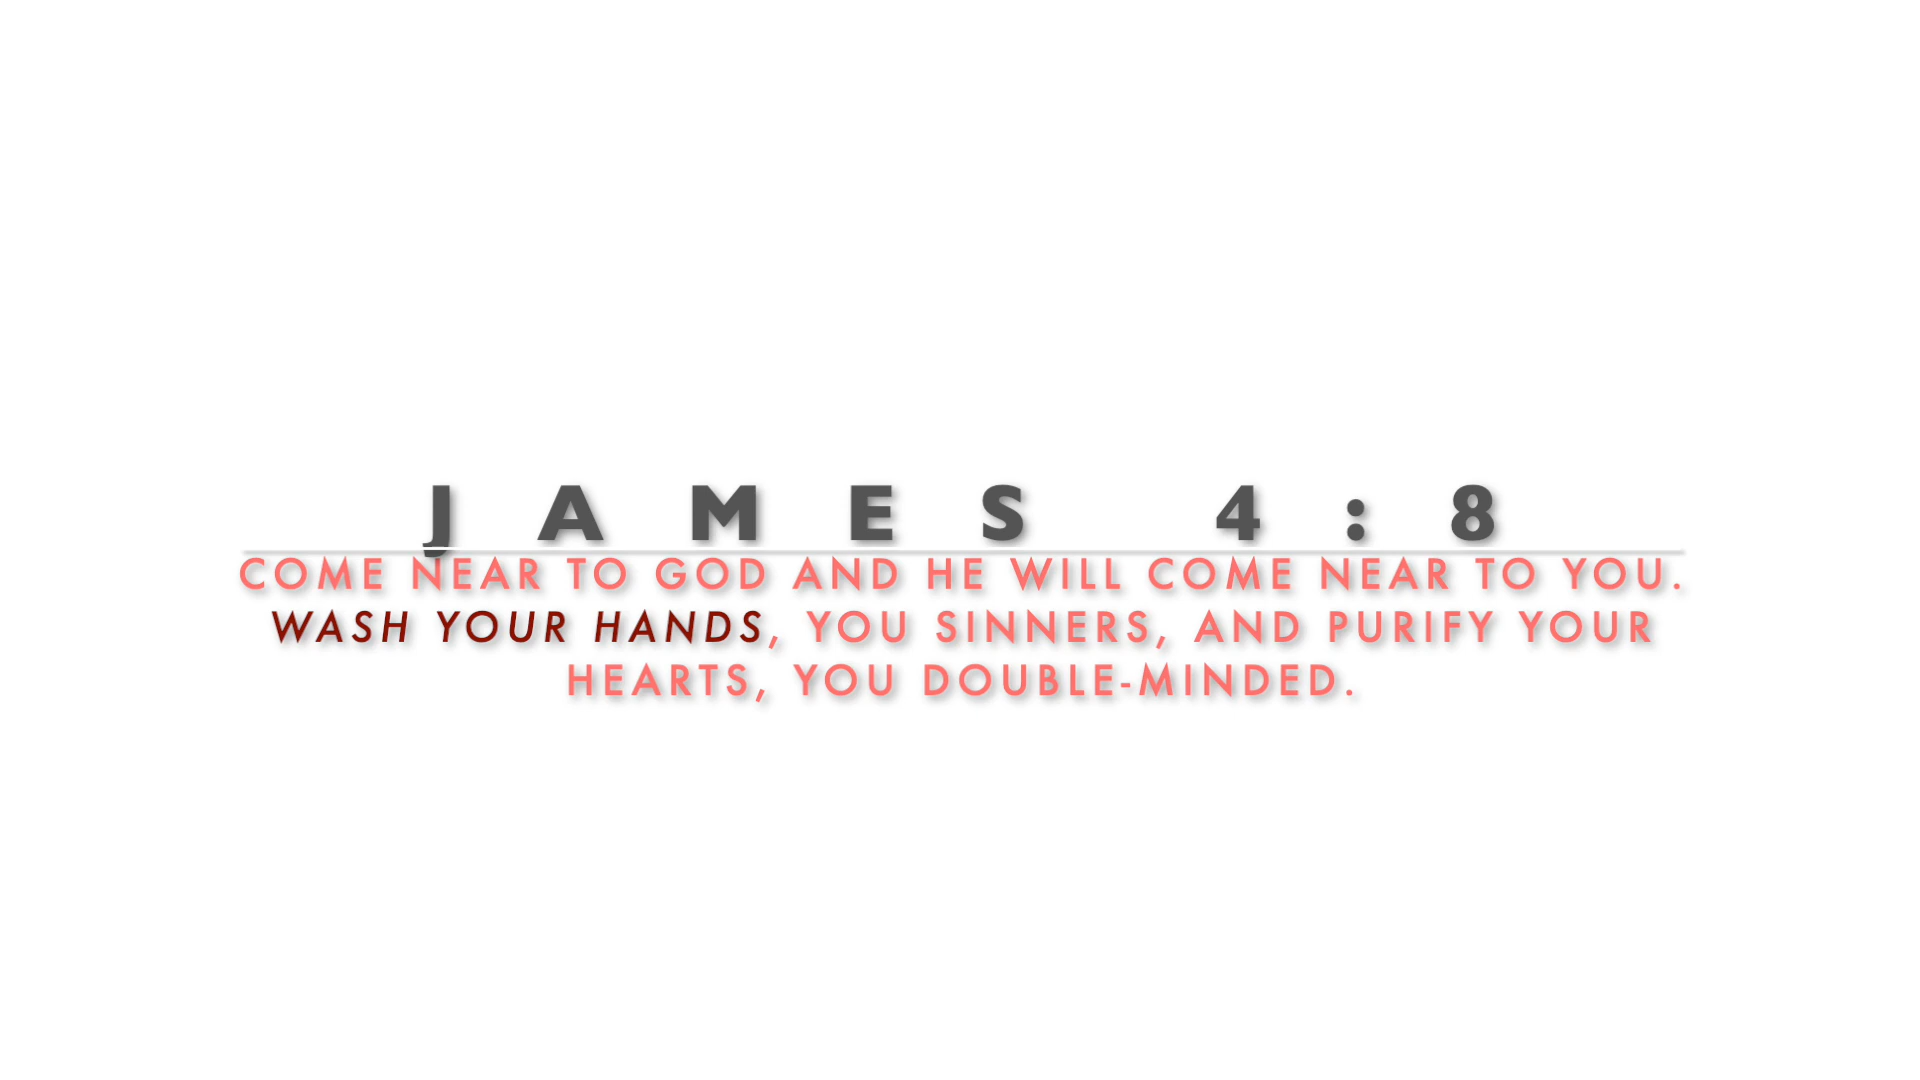 JAMES 4:8
COME NEAR TO GOD AND HE WILL COME NEAR TO YOU.
WASH YOUR HANDS, YOU SINNERS, AND PURIFY YOUR
HEARTS, YOU DOUBLE-MINDED.